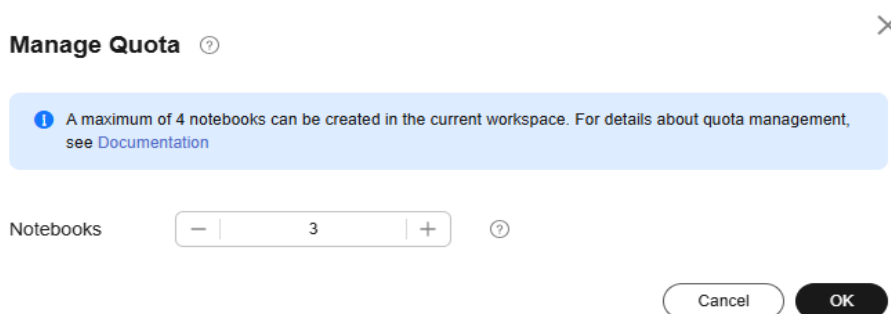 Manage Quota
A maximum of 4 notebooks can be created in the current workspace. For details about quota management,
see Documentation
Notebooks 3
Cancel OK